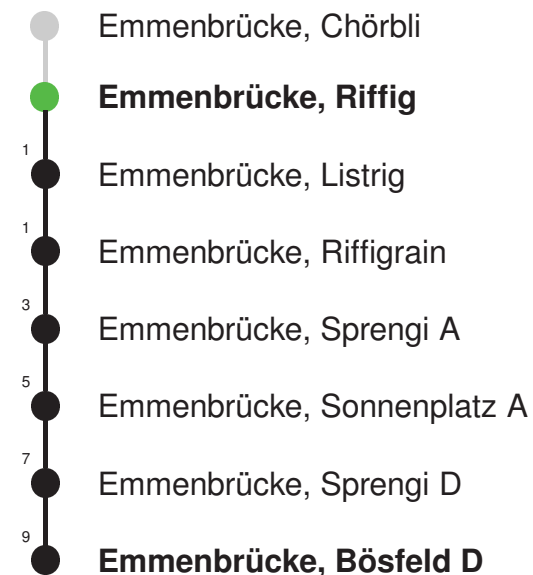 Emmenbrücke, Chörbli
Emmenbrücke, Riffig
1
Emmenbrücke, Listrig
1
Emmenbrücke, Riffigrain
3
Emmenbrücke, Sprengi A
5
Emmenbrücke, Sonnenplatz A
7
Emmenbrücke, Sprengi D
9
Emmenbrücke, Bösfeld D